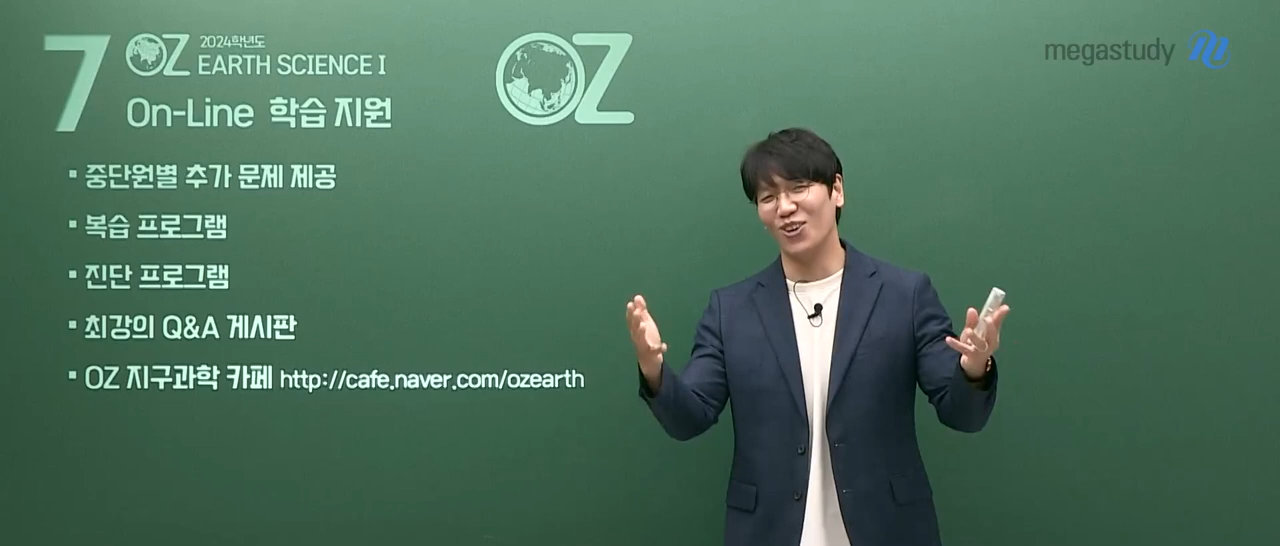 7
OZ 2024학년도
EARTH SCIENCE I
On-Line 학습 지원
OZ
megastudy
▪ 중단원별 추가 문제 제공
▪ 복습 프로그램
▪ 진단 프로그램
▪ 최강의 Q&A 게시판
▪ OZ 지구과학 카페 http://cafe.naver.com/ozearth